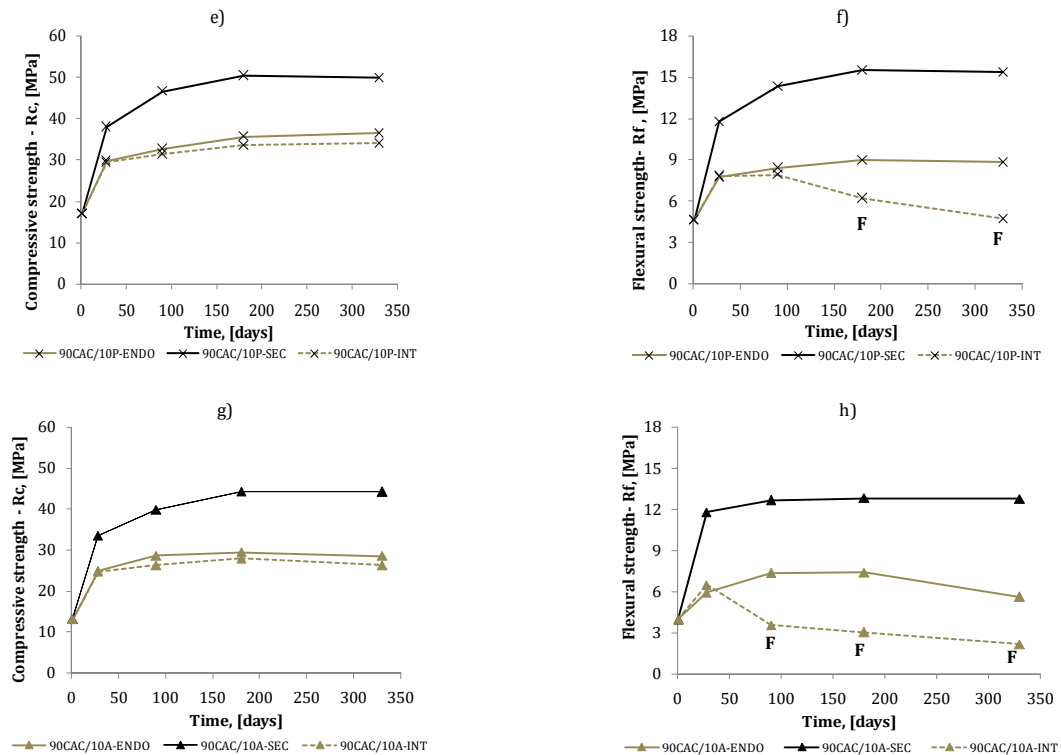 e)
Compressive strength - Rc, [MPa]
60
50
40
30
20
10
0
0 50 100 150 200 250 300 350
Time, [days]
90CAC/10P-ENDO 90CAC/10P-SEC 90CAC/10P-INT
f)
Flexural strength- Rf , [MPa]
18
15
12
9
6
3
0
F
F
0 50 100 150 200 250 300 350
Time, [days]
90CAC/10P-ENDO 90CAC/10P-SEC 90CAC/10P-INT
g)
Compressive strength - Rc, [MPa]
60
50
40
30
20
10
0
0 50 100 150 200 250 300 350
Time, [days]
90CAC/10A-ENDO 90CAC/10A-SEC 90CAC/10A-INT
h)
Flexural strength- Rf, [MPa]
18
15
12
9
6
3
0
F F F
0 50 100 150 200 250 300 350
Time, [days]
90CAC/10A-ENDO 90CAC/10A-SEC 90CAC/10A-INT